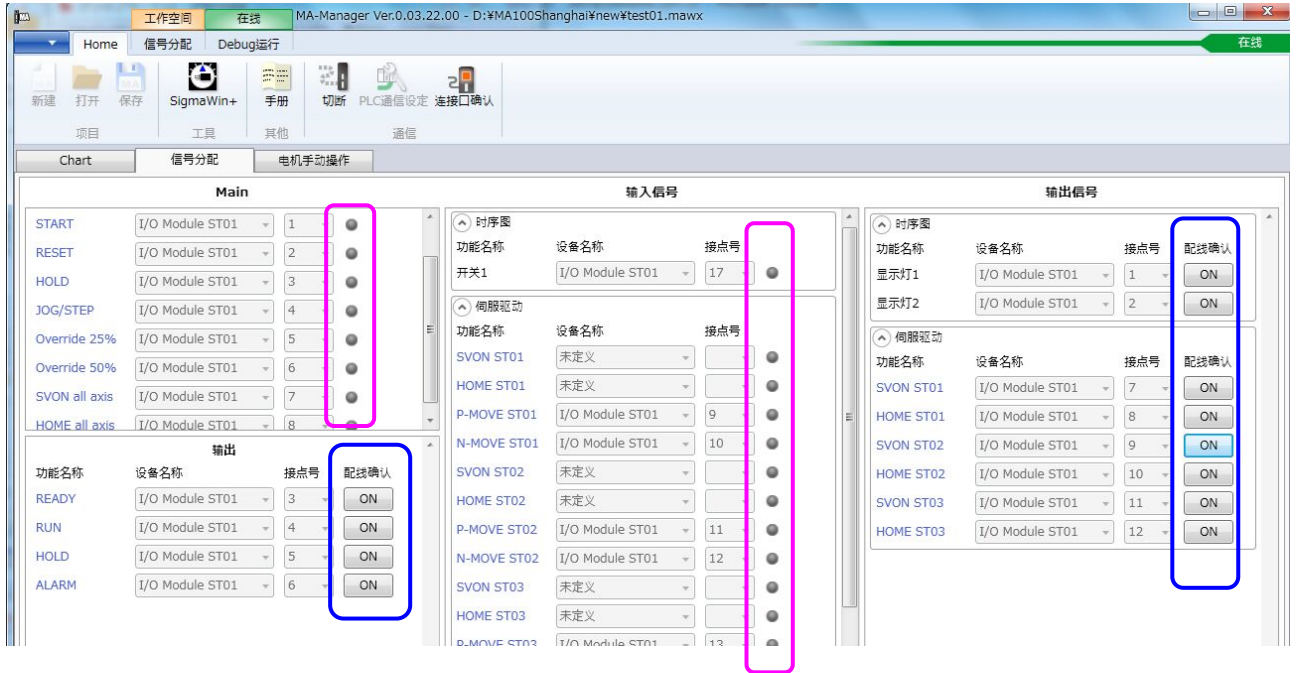 工作空间 在线 MA-Manager Ver.0.03.22.00 - D:¥MA100Shanghai¥new¥test01.mawx
Home 信号分配 Debug运行 在线
新建 打开 保存 SigmaWin+ 手册 切断 PLC通信设定 连接口确认
项目 工具 其他 通信
Chart 信号分配 电机手动操作
Main
START I/O Module ST01 1
RESET I/O Module ST01 2
HOLD I/O Module ST01 3
JOG/STEP I/O Module ST01 4
Override 25% I/O Module ST01 5
Override 50% I/O Module ST01 6
SVON all axis I/O Module ST01 7
HOME all axis I/O Module ST01 8
输出
功能名称 设备名称 接点号 配线确认
READY I/O Module ST01 3 ON
RUN I/O Module ST01 4 ON
HOLD I/O Module ST01 5 ON
ALARM I/O Module ST01 6 ON
输入信号
时序图
功能名称 设备名称 接点号
开关1 I/O Module ST01 17
伺服驱动
功能名称 设备名称 接点号
SVON ST01 未定义
HOME ST01 未定义
P-MOVE ST01 I/O Module ST01 9
N-MOVE ST01 I/O Module ST01 10
SVON ST02 未定义
HOME ST02 未定义
P-MOVE ST02 I/O Module ST01 11
N-MOVE ST02 I/O Module ST01 12
SVON ST03 未定义
HOME ST03 未定义
P-MOVE ST03 I/O Module ST01 13
输出信号
时序图
功能名称 设备名称 接点号 配线确认
显示灯1 I/O Module ST01 1 ON
显示灯2 I/O Module ST01 2 ON
伺服驱动
功能名称 设备名称 接点号 配线确认
SVON ST01 I/O Module ST01 7 ON
HOME ST01 I/O Module ST01 8 ON
SVON ST02 I/O Module ST01 9 ON
HOME ST02 I/O Module ST01 10 ON
SVON ST03 I/O Module ST01 11 ON
HOME ST03 I/O Module ST01 12 ON